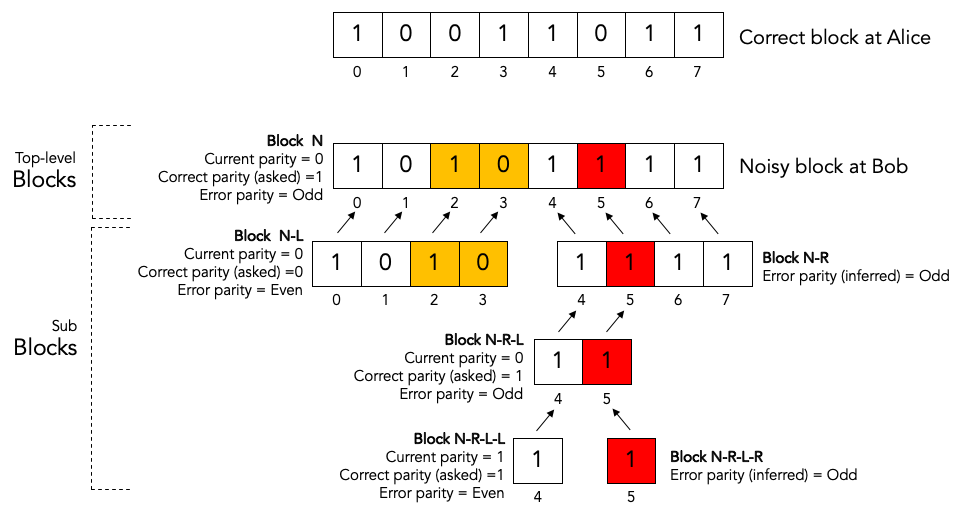 1 0 0 1 1 0 1 1 Correct block at Alice
0 1 2 3 4 5 6 7
Top-level
Blocks
Block N
Current parity = 0
Correct parity (asked) =1
Error parity = Odd
1 0 1 0 1 1 1 1 Noisy block at Bob
0 1 2 3 4 5 6 7
Sub
Blocks
Block N-L
Current parity = 0
Correct parity (asked) =0
Error parity = Even
1 0 1 0
0 1 2 3
1 1 1 1
4 5 6 7
Block N-R
Error parity (inferred) = Odd
Block N-R-L
Current parity = 0
Correct parity (asked) = 1
Error parity = Odd
1 1
4 5
Block N-R-L-L
Current parity = 1
Correct parity (asked) =1
Error parity = Even
1
4
1
5
Block N-R-L-R
Error parity (inferred) = Odd